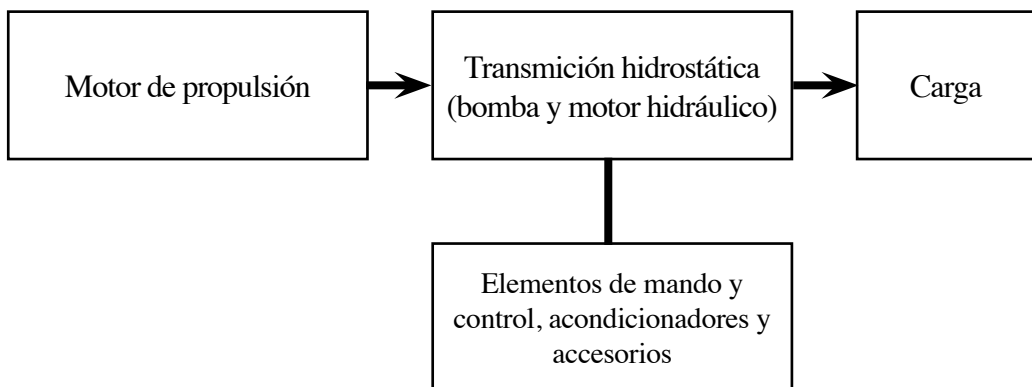 Motor de propulsión
Transmición hidrostática
(bomba y motor hidráulico)
Carga
Elementos de mando y
control, acondicionadores y
accesorios